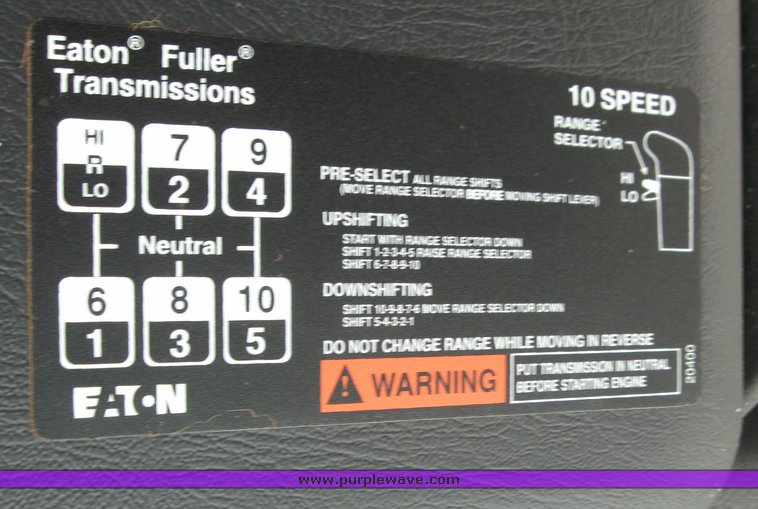 Eaton® Fuller®
Transmissions
10 SPEED
RANGE
SELECTOR
HI
LO
HI
R
LO
7
2
9
4
Neutral
6
1
8
3
10
5
PRE-SELECT ALL RANGE SHIFTS
(MOVE RANGE SELECTOR BEFORE MOVING SHIFT LEVER)
UPSHIFTING
START WITH RANGE SELECTOR DOWN
SHIFT 1-2-3-4-5 RAISE RANGE SELECTOR
SHIFT 6-7-8-9-10
DOWNSHIFTING
SHIFT 10-9-8-7-6 MOVE RANGE SELECTOR DOWN
SHIFT 5-4-3-2-1
DO NOT CHANGE RANGE WHILE MOVING IN REVERSE
WARNING
PUT TRANSMISSION IN NEUTRAL
BEFORE STARTING ENGINE
20400
EATON
www.purplewave.com